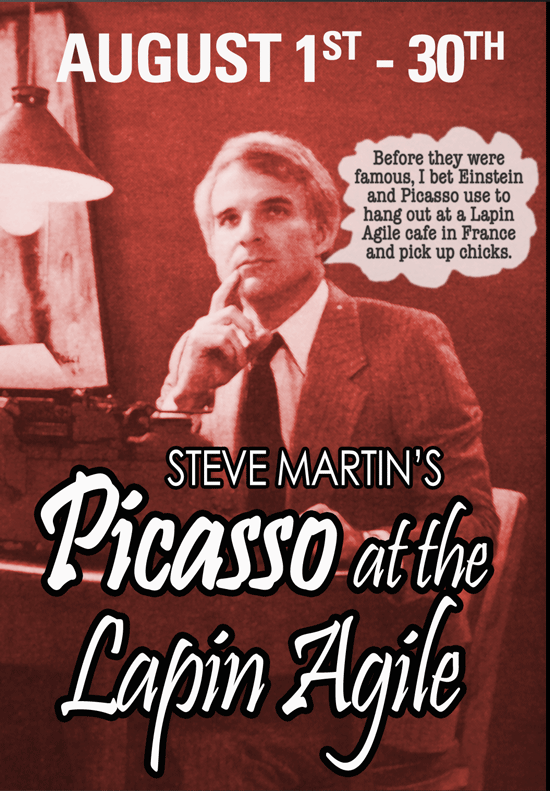 AUGUST 1ST - 30TH
Before they were
famous, I bet Einstein
and Picasso use to
hang out at a Lapin
Agile cafe in France
and pick up chicks.
STEVE MARTIN'S
Picasso at the
Lapin Agile